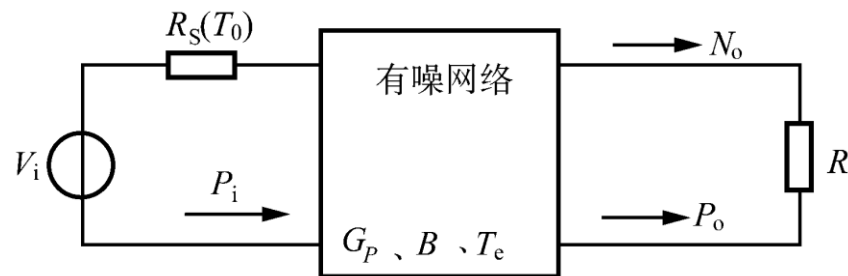 R_S(T_0)
N_o
有噪网络
V_i
R
P_i
P_o
G_P、B、T_e